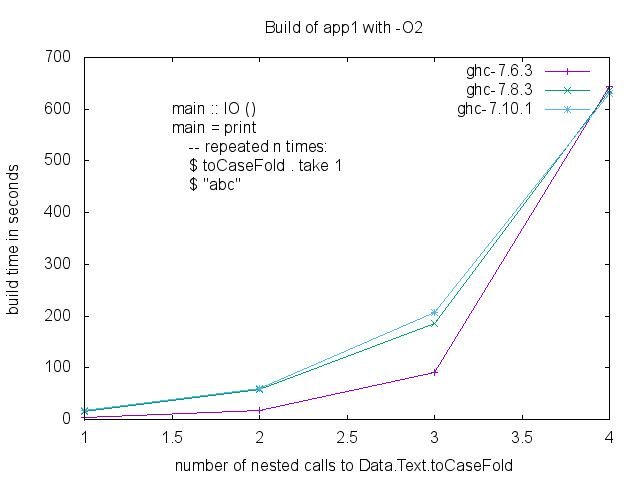 Build of app1 with -O2
700
600
500
400
300
200
100
0
build time in seconds
ghc-7.6.3
ghc-7.8.3
ghc-7.10.1
main :: IO ()
main = print
-- repeated n times:
$ toCaseFold . take 1
$ "abc"
1 1.5 2 2.5 3 3.5 4
number of nested calls to Data.Text.toCaseFold